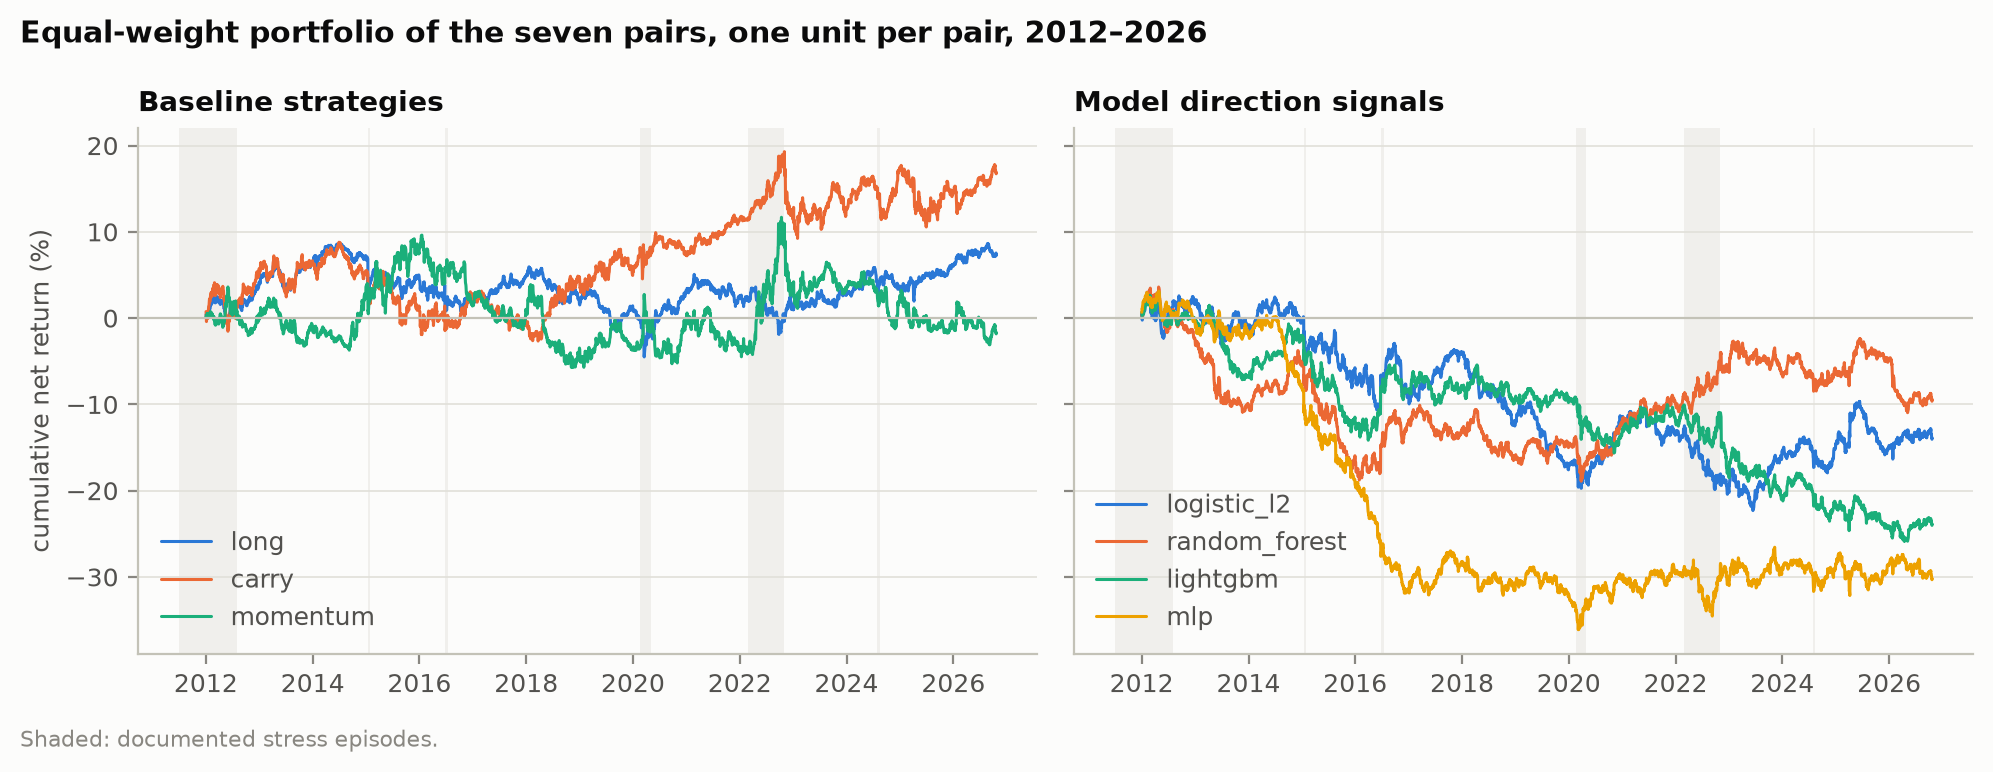 Equal-weight portfolio of the seven pairs, one unit per pair, 2012–2026
Baseline strategies
cumulative net return (%)
20
10
0
−10
−20
−30
long
carry
momentum
2012 2014 2016 2018 2020 2022 2024 2026
Model direction signals
logistic_l2
random_forest
lightgbm
mlp
2012 2014 2016 2018 2020 2022 2024 2026
Shaded: documented stress episodes.